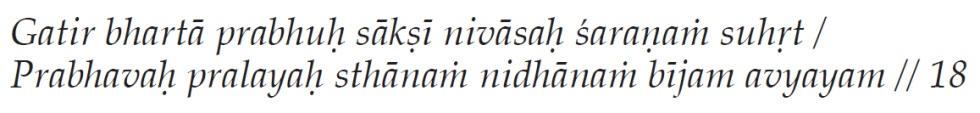 Gatir bhartā prabhuḥ sākṣī nivāsaḥ śaraṇaṁ suhṛt /
Prabhavaḥ pralayaḥ sthānaṁ nidhānaṁ bījam avyayam // 18